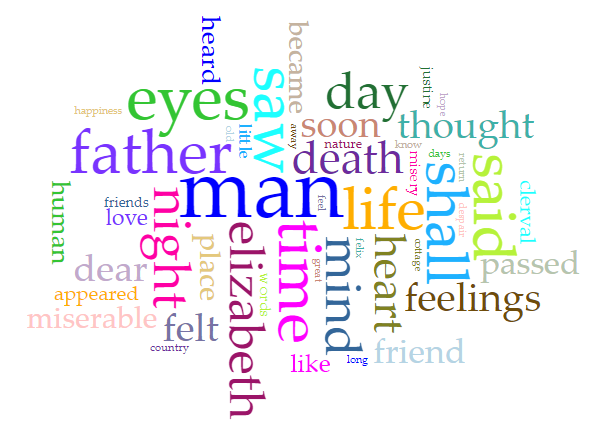 heard
became
justine
hope
happiness
eyes
saw
day
old
little
away
soon
thought
nature
know
father
death
misery
days
return
said
human
man
feel
life
shall
despair
clerval
friends
love
night
place
elizabeth
words
time
great
mind
felix
heart
cottage
passed
dear
appeared
feelings
miserable
felt
country
like
long
friend